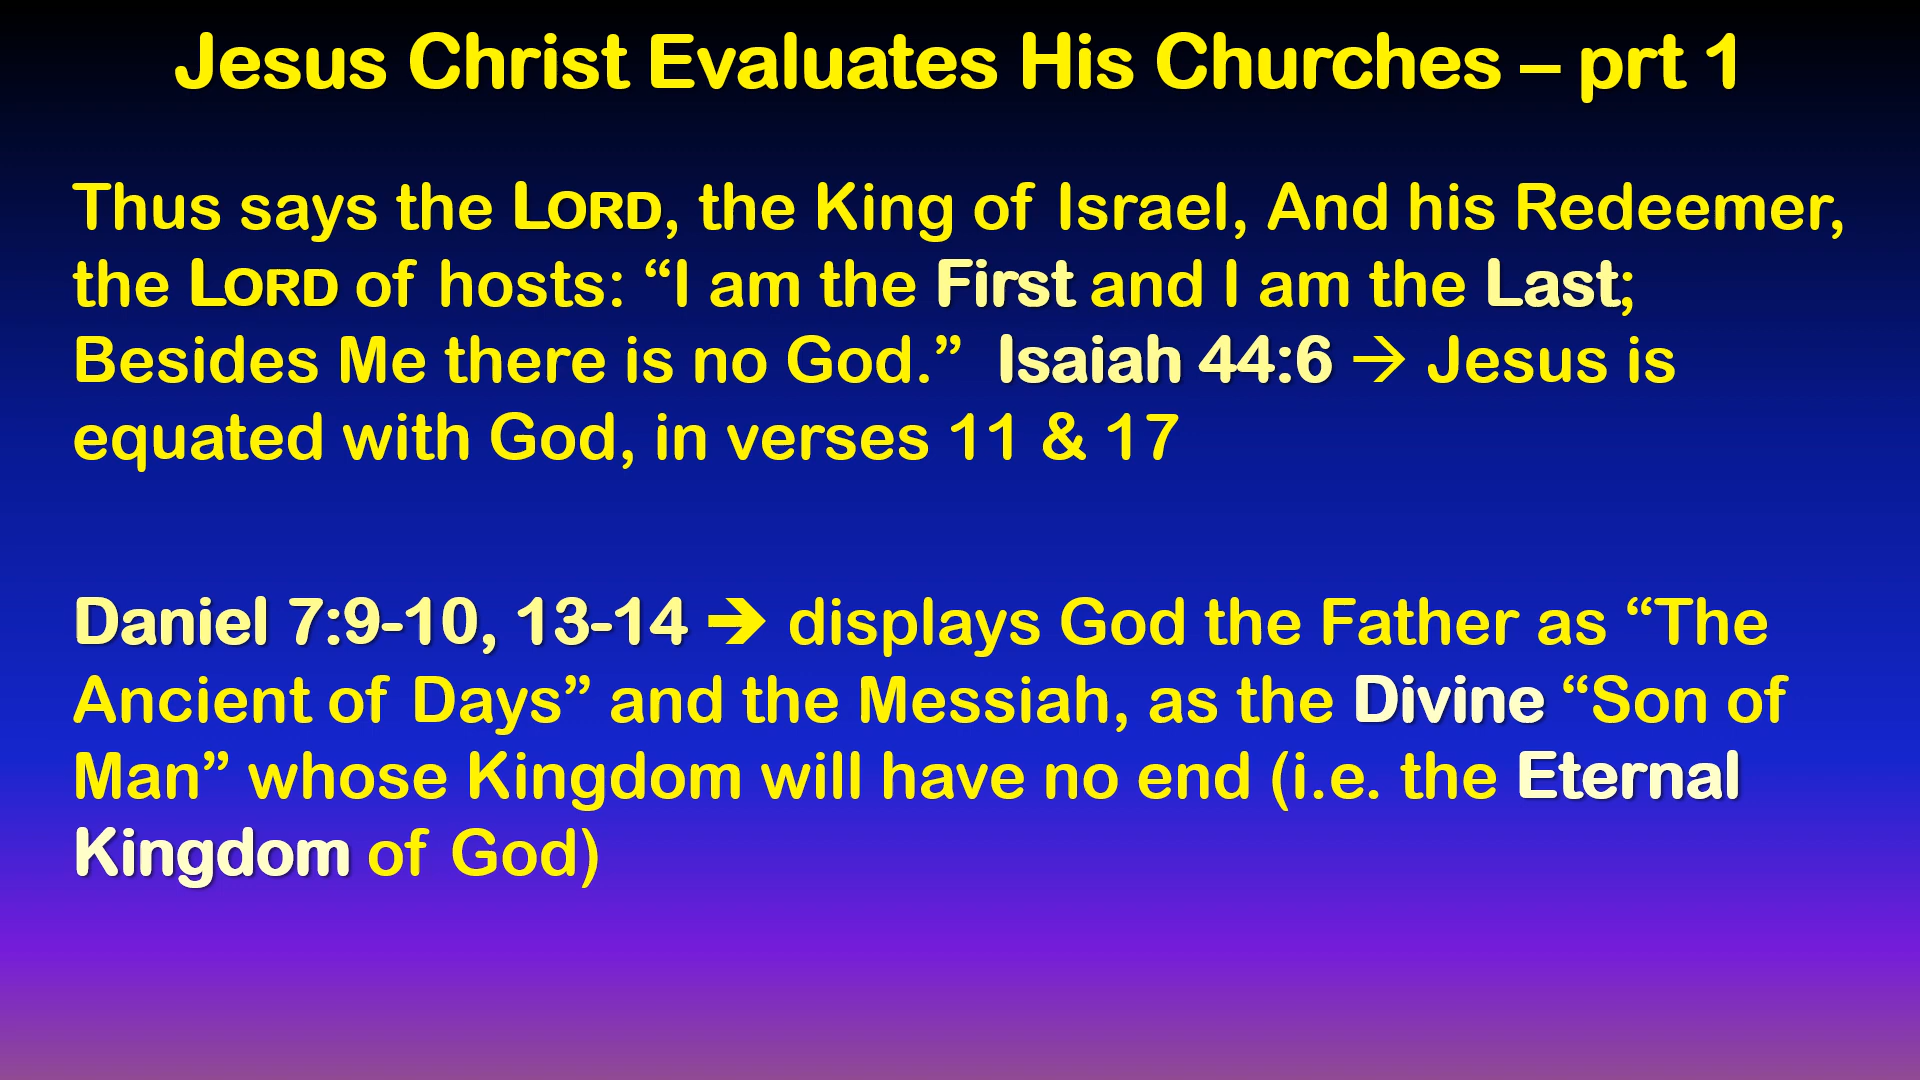 Jesus Christ Evaluates His Churches – prt 1
Thus says the LORD, the King of Israel, And his Redeemer,
the LORD of hosts: “I am the First and I am the Last;
Besides Me there is no God.” Isaiah 44:6 → Jesus is
equated with God, in verses 11 & 17
Daniel 7:9-10, 13-14 ➔ displays God the Father as “The
Ancient of Days” and the Messiah, as the Divine “Son of
Man” whose Kingdom will have no end (i.e. the Eternal
Kingdom of God)